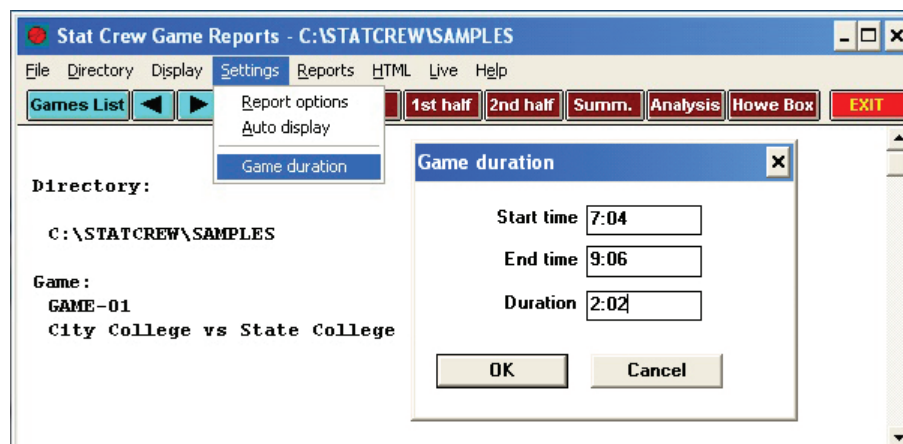 Stat Crew Game Reports - C:\STATCREW\SAMPLES
File Directory Display Settings Reports HTML Live Help
Games List 1st half 2nd half Summ. Analysis Howe Box EXIT
Report options
Auto display
Game duration
Directory:
C:\STATCREW\SAMPLES
Game:
GAME-01
City College vs State College
Game duration
Start time 7:04
End time 9:06
Duration 2:02
OK Cancel